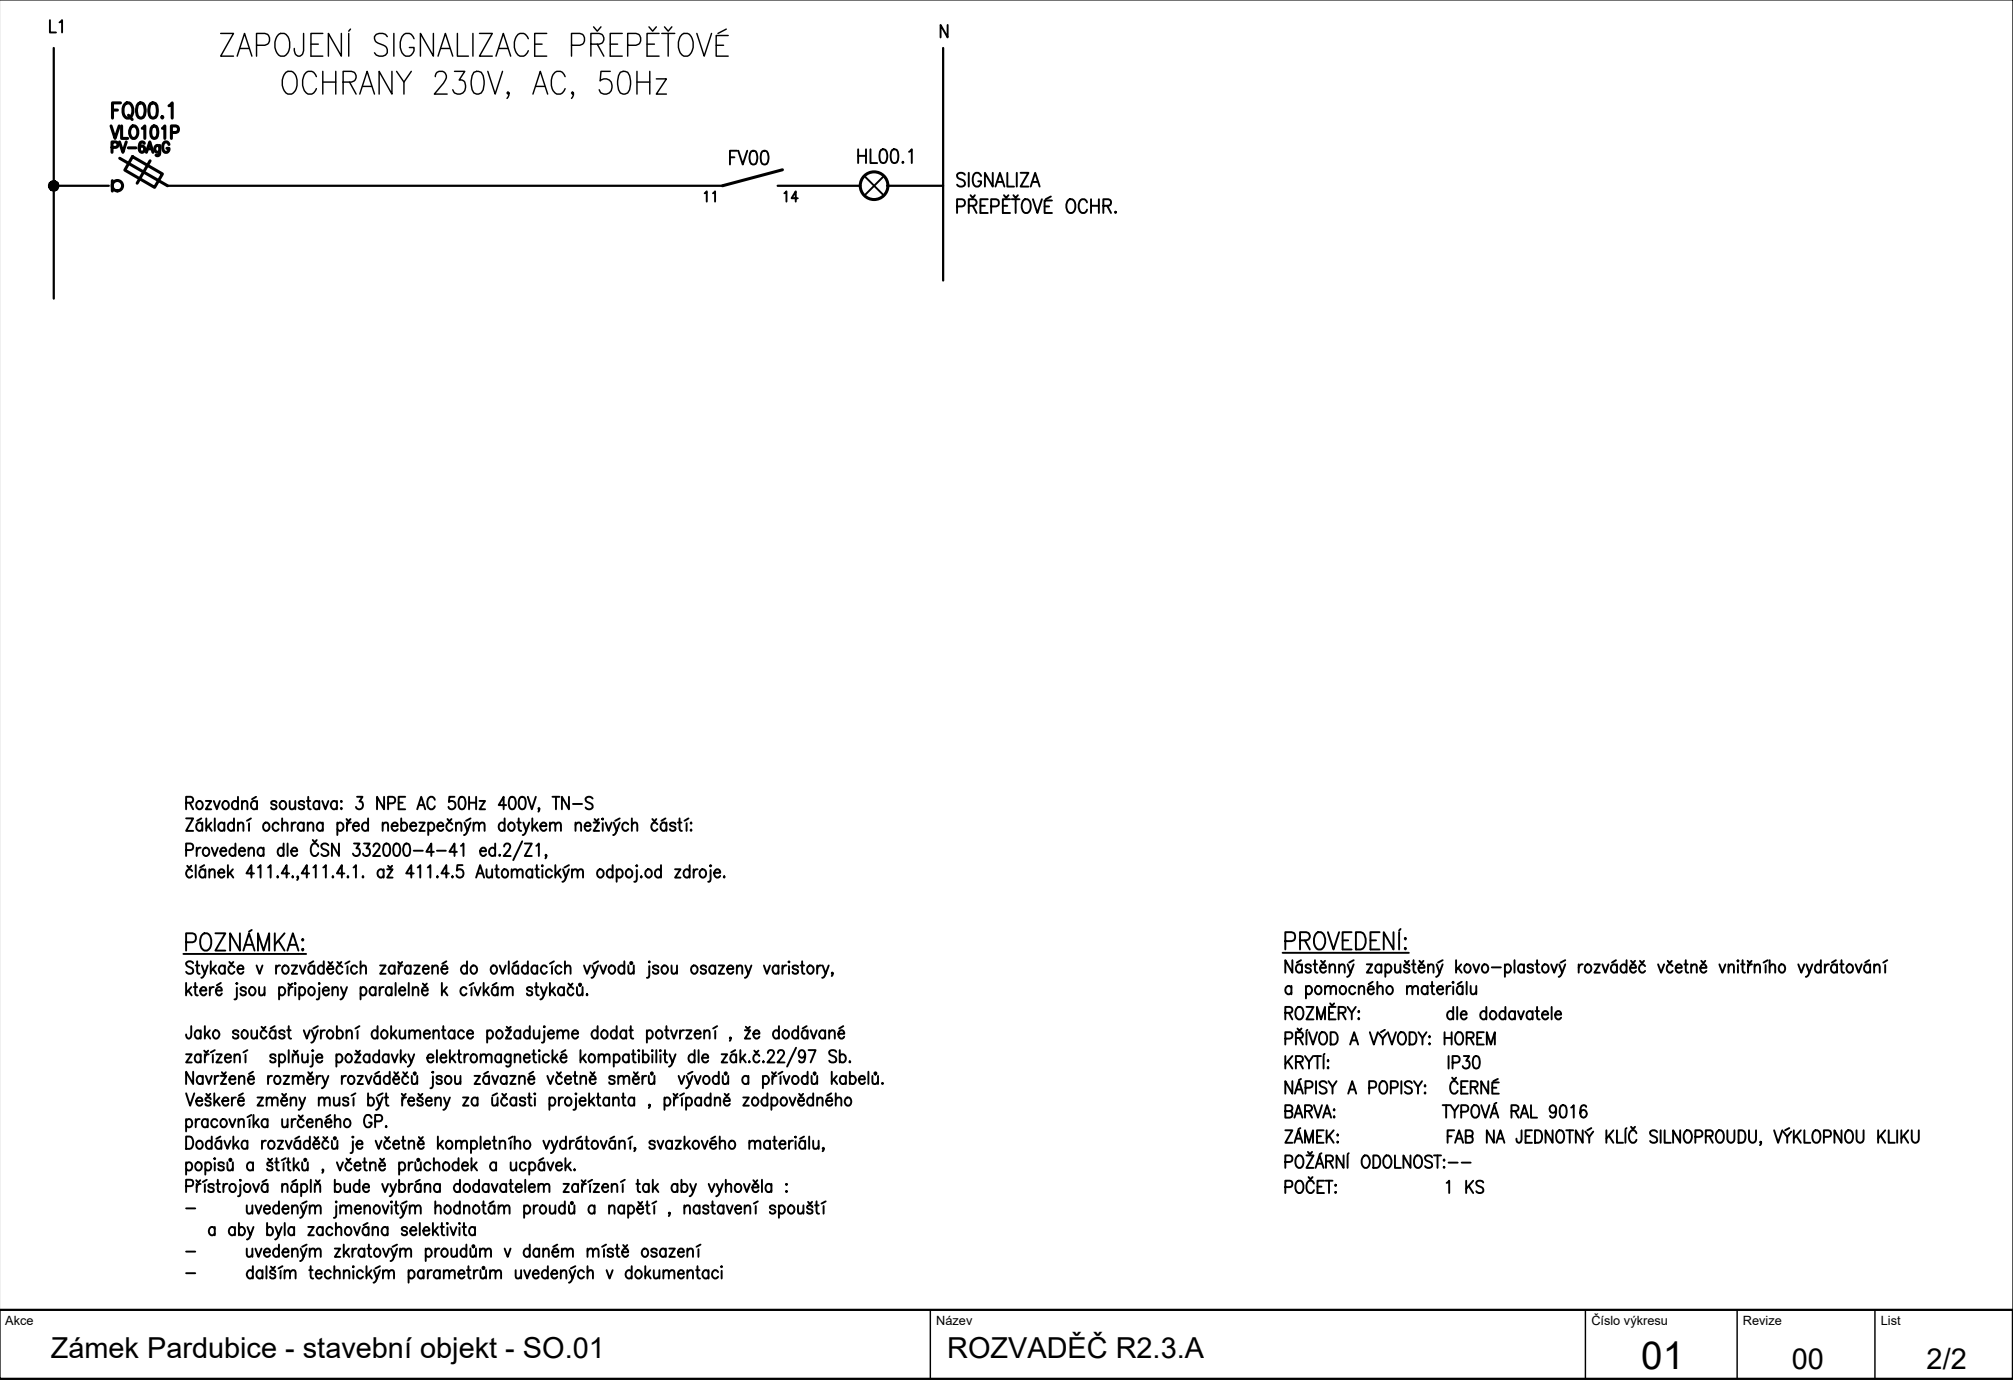 L1
N
ZAPOJENÍ SIGNALIZACE PŘEPĚŤOVÉ
OCHRANY 230V, AC, 50Hz
FQ00.1
VLO101P
PV-6AgG
FV00
HL00.1
11
14
SIGNALIZA
PŘEPĚŤOVÉ OCHR.
Rozvodná soustava: 3 NPE AC 50Hz 400V, TN-S
Základní ochrana před nebezpečným dotykem neživých částí:
Provedena dle ČSN 332000-4-41 ed.2/Z1,
článek 411.4.,411.4.1. až 411.4.5 Automatickým odpoj.od zdroje.
POZNÁMKA:
Stykače v rozváděčích zařazené do ovládacích vývodů jsou osazeny varistory,
které jsou připojeny paralelně k cívkám stykačů.
Jako součást výrobní dokumentace požadujeme dodat potvrzení , že dodávané
zařízení splňuje požadavky elektromagnetické kompatibility dle zák.č.22/97 Sb.
Navržené rozměry rozváděčů jsou závazné včetně směrů vývodů a přívodů kabelů.
Veškeré změny musí být řešeny za účasti projektanta , případně zodpovědného
pracovníka určeného GP.
Dodávka rozváděčů je včetně kompletního vydrátování, svazkového materiálu,
popisů a štítků , včetně průchodek a ucpávek.
Přístrojová náplň bude vybrána dodavatelem zařízení tak aby vyhověla :
- uvedeným jmenovitým hodnotám proudů a napětí , nastavení spouští
a aby byla zachována selektivita
- uvedeným zkratovým proudům v daném místě osazení
- dalším technickým parametrům uvedených v dokumentaci
PROVEDENÍ:
Nástěnný zapuštěný kovo-plastový rozváděč včetně vnitřního vydrátování
a pomocného materiálu
ROZMĚRY: dle dodavatele
PŘÍVOD A VÝVODY: HOREM
KRYTÍ: IP30
NÁPISY A POPISY: ČERNÉ
BARVA: TYPOVÁ RAL 9016
ZÁMEK: FAB NA JEDNOTNÝ KLÍČ SILNOPROUDU, VÝKLOPNOU KLIKU
POŽÁRNÍ ODOLNOST:--
POČET: 1 KS
Akce
Zámek Pardubice - stavební objekt - SO.01
Název
ROZVADĚČ R2.3.A
Číslo výkresu
01
Revize
00
List
2/2